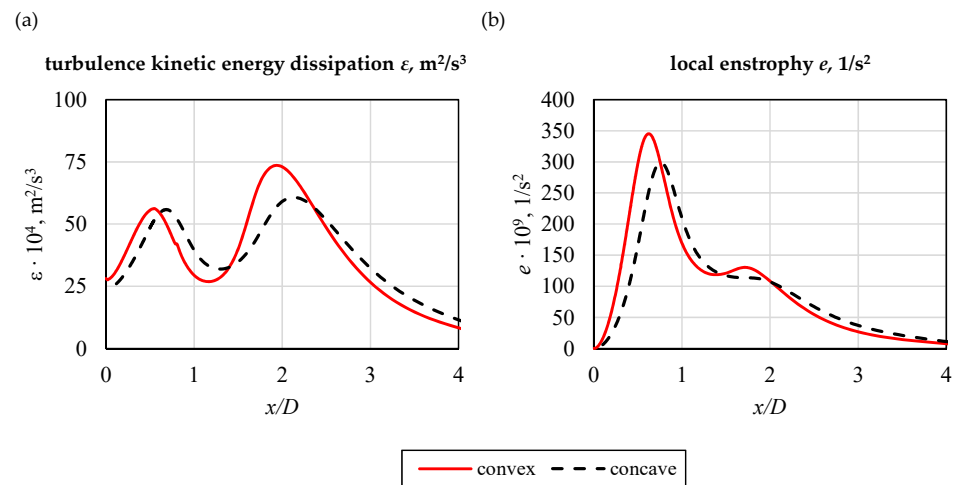 (a)
(b)
turbulence kinetic energy dissipation ε, m²/s³
local enstrophy e, 1/s²
100
75
50
25
0
ε · 10⁴, m²/s³
0 1 2 3 4
x/D
400
350
300
250
200
150
100
50
0
e · 10⁹, 1/s²
0 1 2 3 4
x/D
convex concave